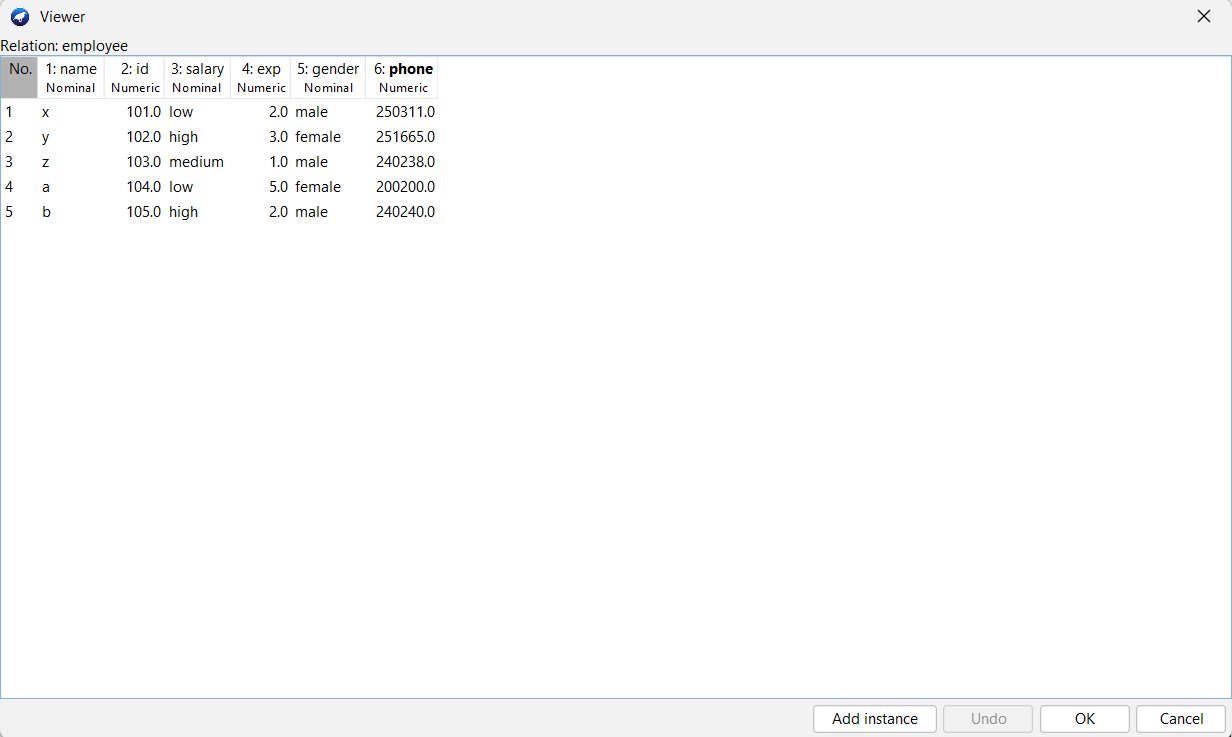 Viewer
Relation: employee
No. 1: name 2: id 3: salary 4: exp 5: gender 6: phone
Nominal Numeric Nominal Numeric Nominal Numeric
1 x 101.0 low 2.0 male 250311.0
2 y 102.0 high 3.0 female 251665.0
3 z 103.0 medium 1.0 male 240238.0
4 a 104.0 low 5.0 female 200200.0
5 b 105.0 high 2.0 male 240240.0
Add instance Undo OK Cancel